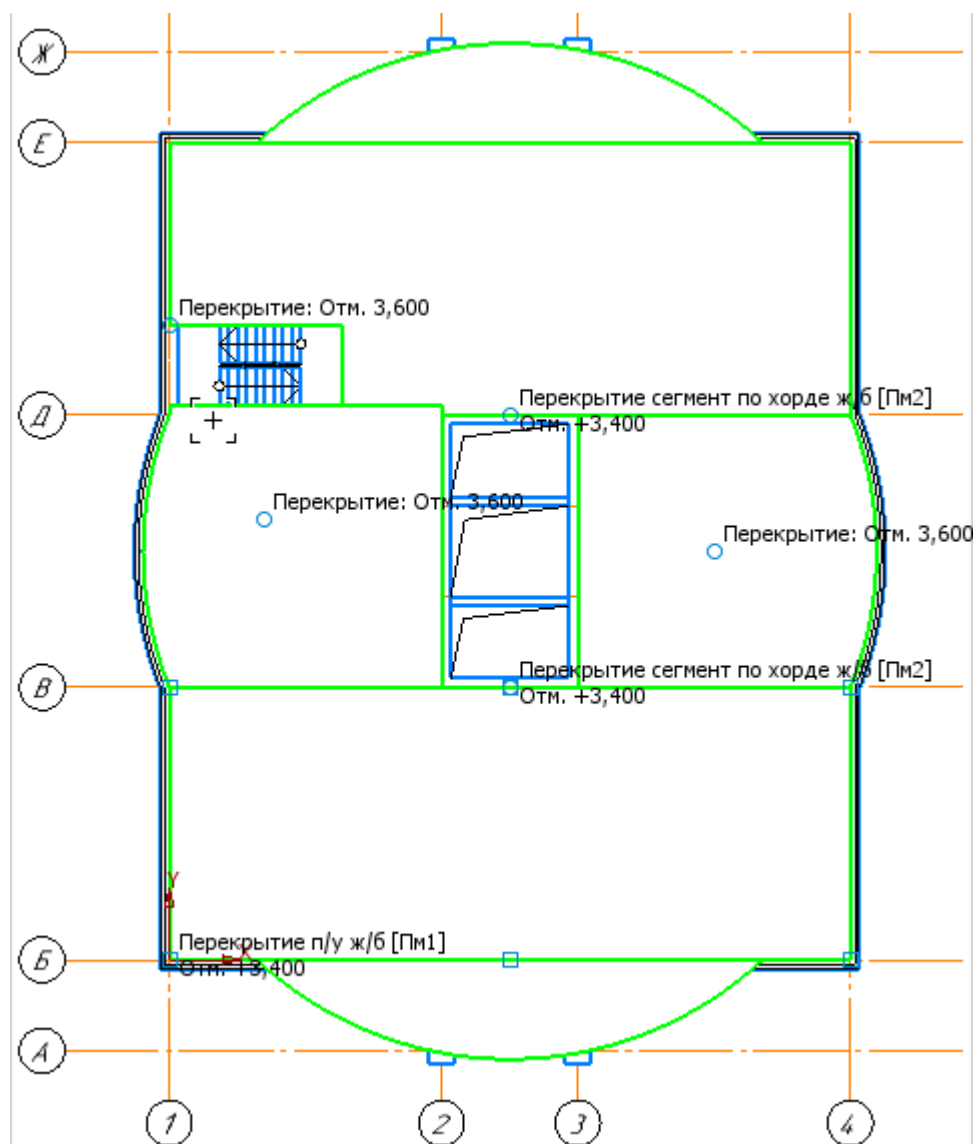 Ж
Е
Перекрытие: Отм. 3,600
Перекрытие сегмент по хорде ж/б [Пм2]
Д
Отм. +3,400
Перекрытие: Отм. 3,600
Перекрытие: Отм. 3,600
Перекрытие сегмент по хорде ж/б [Пм2]
В
Отм. +3,400
Y
Перекрытие п/у ж/б [Пм1]
X
Б
Отм. +3,400
А
1
2
3
4